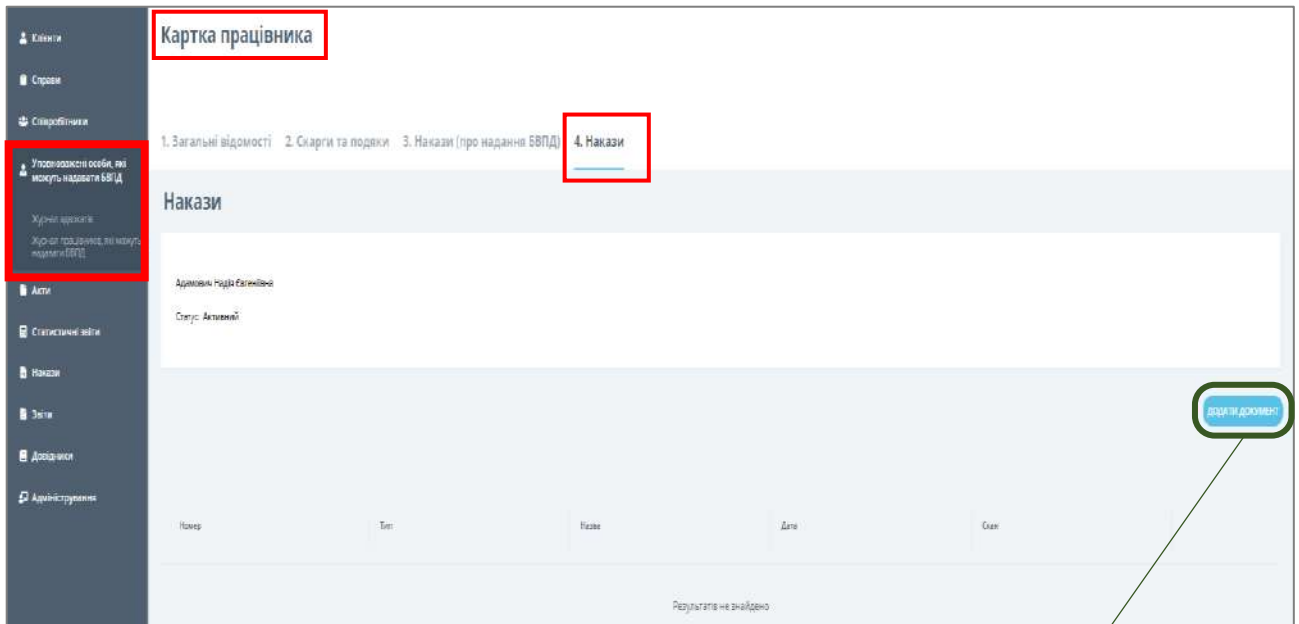 Картка працівника
Клієнти
Справи
Співробітники
Уповноважені особи, які
можуть надавати БВПД
Журнал адвокатів
Журнал працівників, які можуть
надавати БВПД
Акти
Статистичні звіти
Накази
Звіти
Довідники
Адміністрування
1. Загальні відомості 2. Скарги та подяки 3. Накази (про надання БВПД) 4. Накази
Накази
Адамович Надія Євгеніївна
Статус: Активний
ДОДАТИ ДОКУМЕНТ
Номер Тип Назва Дата Скан
Результатів не знайдено